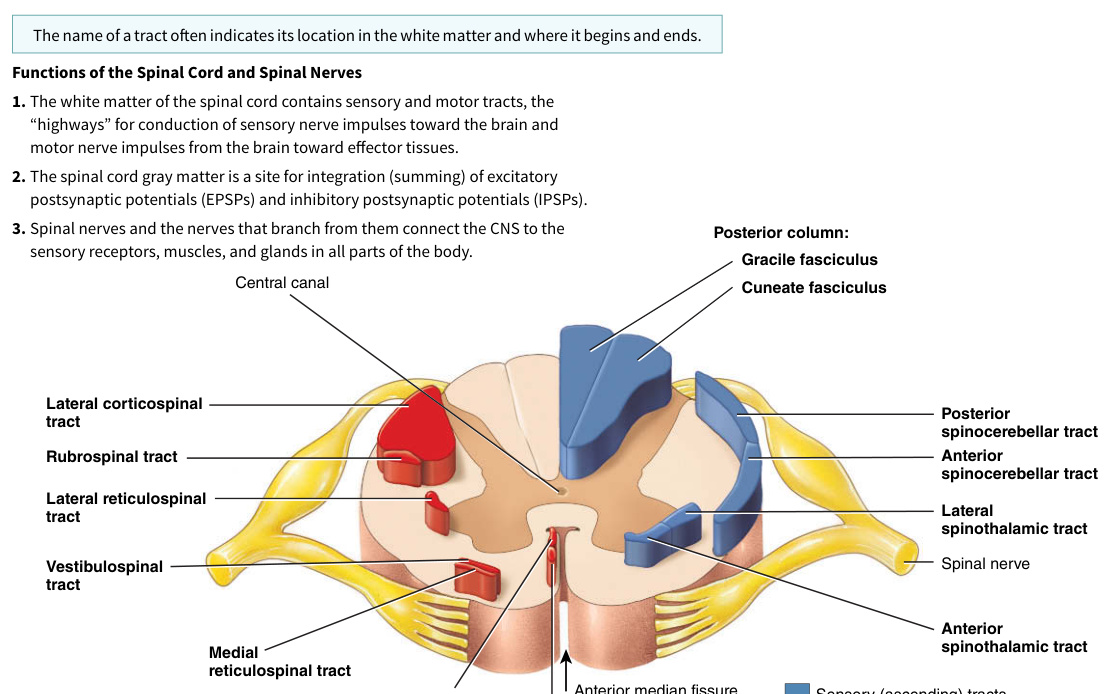 The name of a tract often indicates its location in the white matter and where it begins and ends.
Functions of the Spinal Cord and Spinal Nerves
1. The white matter of the spinal cord contains sensory and motor tracts, the
“highways” for conduction of sensory nerve impulses toward the brain and
motor nerve impulses from the brain toward effector tissues.
2. The spinal cord gray matter is a site for integration (summing) of excitatory
postsynaptic potentials (EPSPs) and inhibitory postsynaptic potentials (IPSPs).
3. Spinal nerves and the nerves that branch from them connect the CNS to the
sensory receptors, muscles, and glands in all parts of the body.
Posterior column:
Gracile fasciculus
Cuneate fasciculus
Central canal
Lateral corticospinal
tract
Rubrospinal tract
Lateral reticulospinal
tract
Vestibulospinal
tract
Medial
reticulospinal tract
Posterior
spinocerebellar tract
Anterior
spinocerebellar tract
Lateral
spinothalamic tract
Spinal nerve
Anterior
spinothalamic tract
Anterior median fissure
Sensory (ascending) tracts